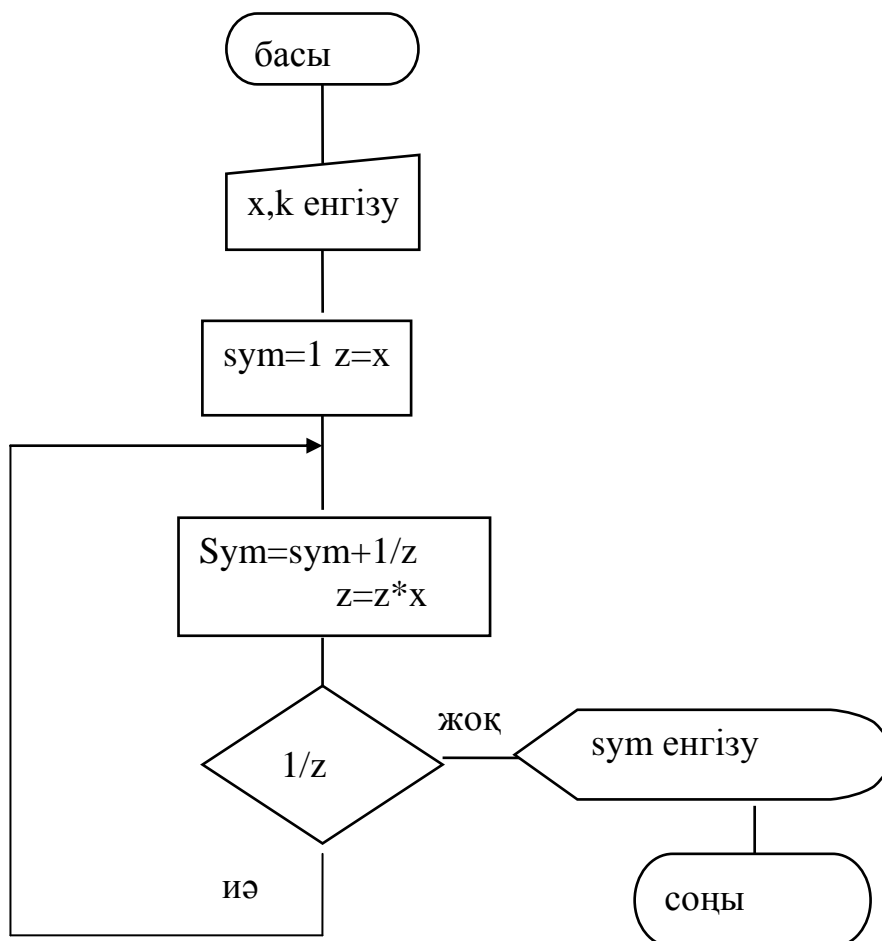 басы
x,k енгізу
sym=1 z=x
Sym=sym+1/z
z=z*x
1/z
жоқ
sym енгізу
иә
соңы